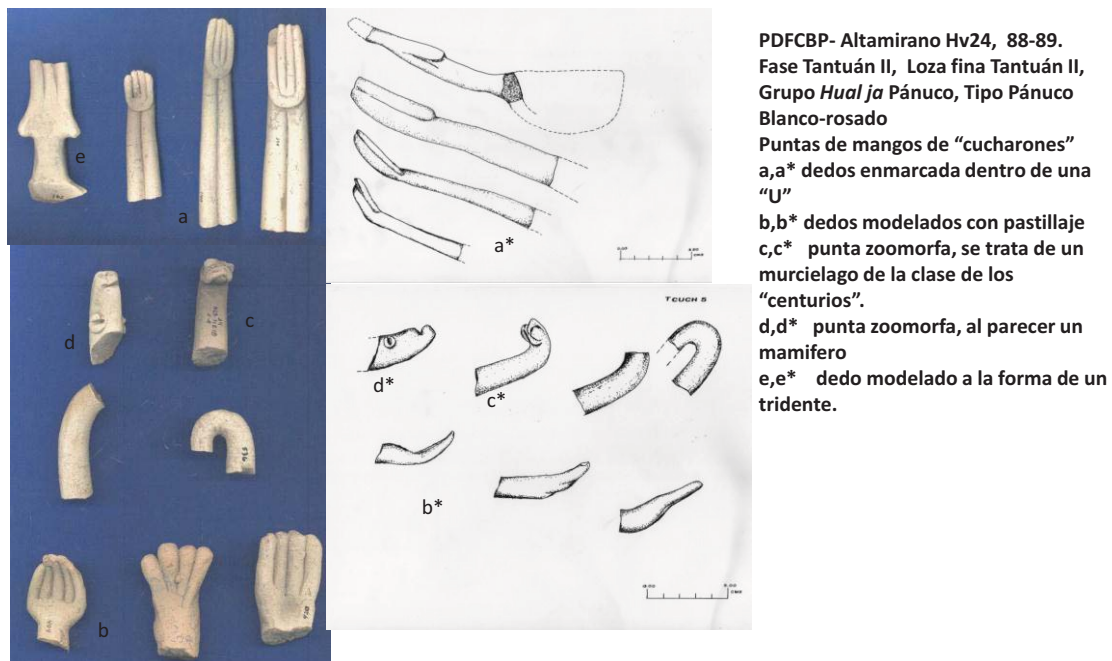 PDFCBP- Altamirano Hv24, 88-89.
Fase Tantuán II, Loza fina Tantuán II,
Grupo Hual ja Pánuco, Tipo Pánuco
Blanco-rosado
Puntas de mangos de “cucharones”
a,a* dedos enmarcada dentro de una
“U”
b,b* dedos modelados con pastillaje
c,c* punta zoomorfa, se trata de un
murcielago de la clase de los
“centurios”.
d,d* punta zoomorfa, al parecer un
mamifero
e,e* dedo modelado a la forma de un
tridente.
e
a
a*
d
c
b
T CUCH 5
d*
c*
b*